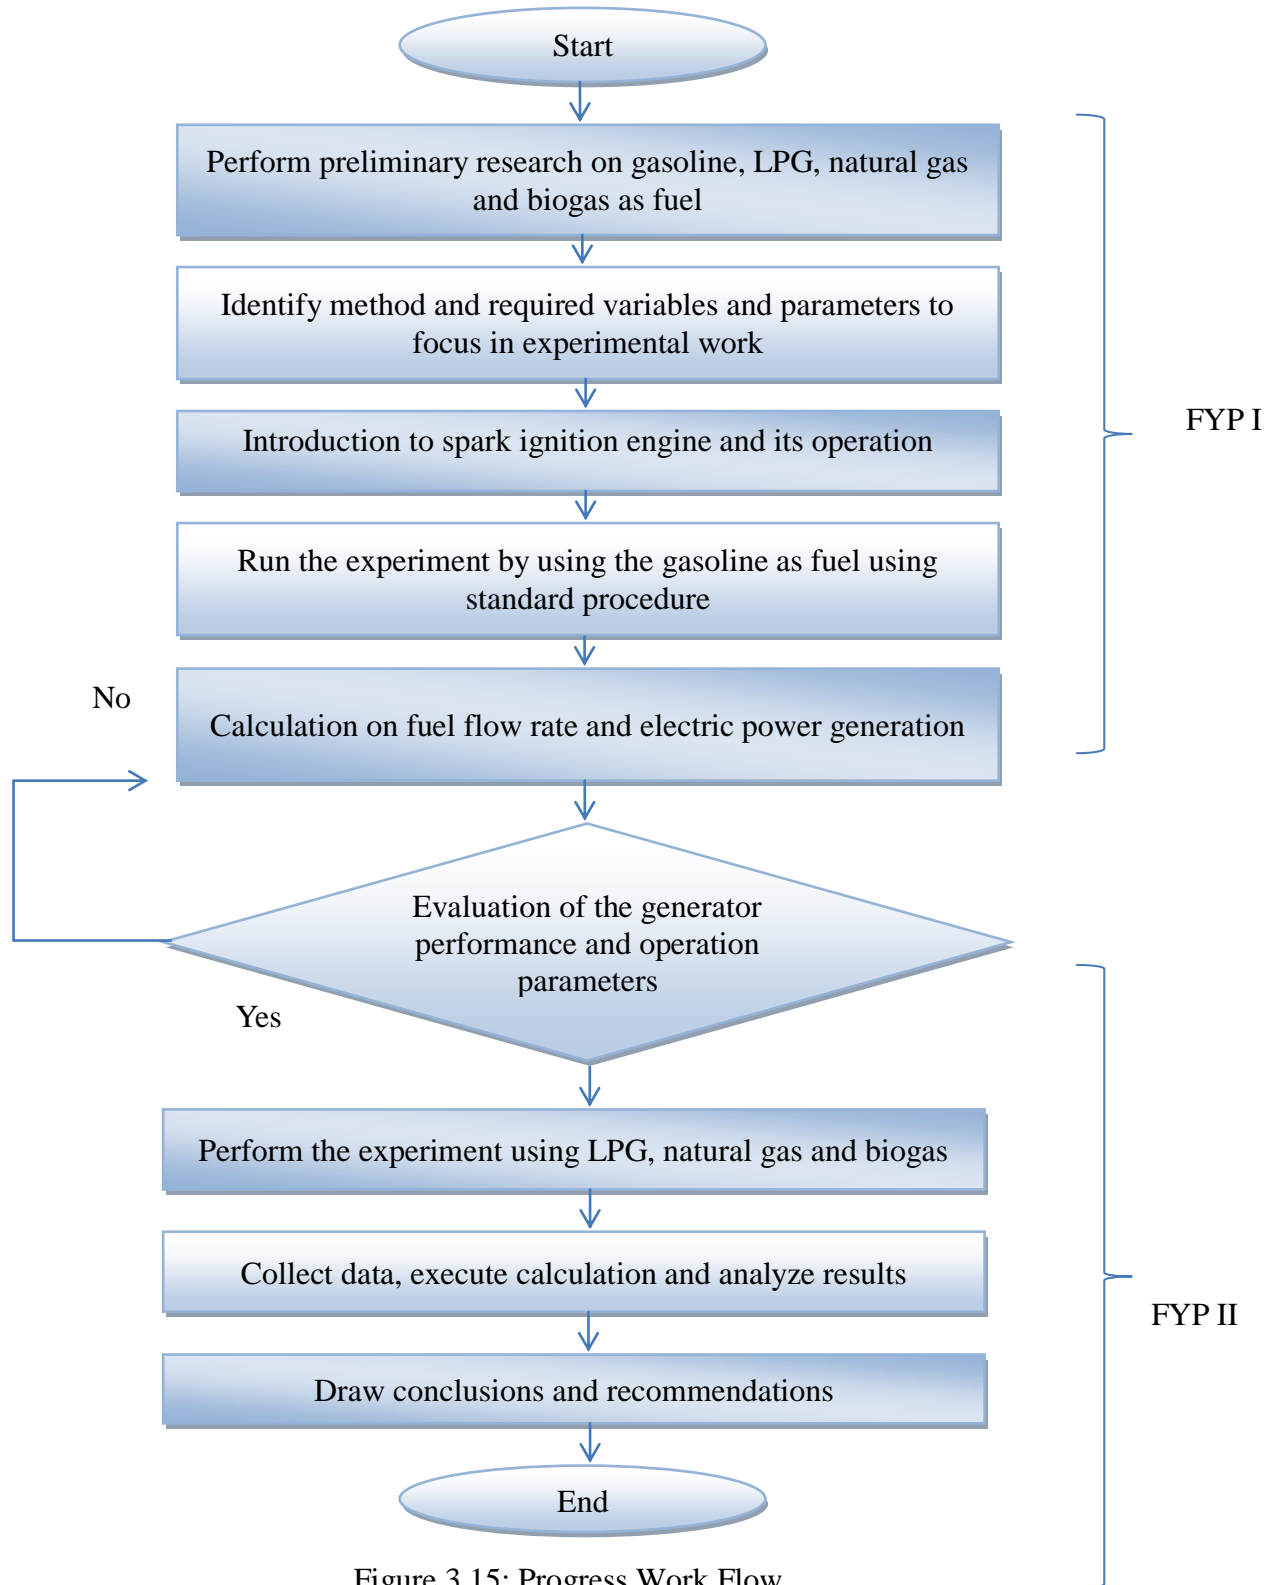 Start
Perform preliminary research on gasoline, LPG, natural gas
and biogas as fuel
Identify method and required variables and parameters to
focus in experimental work
FYP I
Introduction to spark ignition engine and its operation
Run the experiment by using the gasoline as fuel using
standard procedure
No
Calculation on fuel flow rate and electric power generation
Evaluation of the generator
performance and operation
parameters
Yes
Perform the experiment using LPG, natural gas and biogas
Collect data, execute calculation and analyze results
FYP II
Draw conclusions and recommendations
End
Figure 3.15: Progress Work Flow